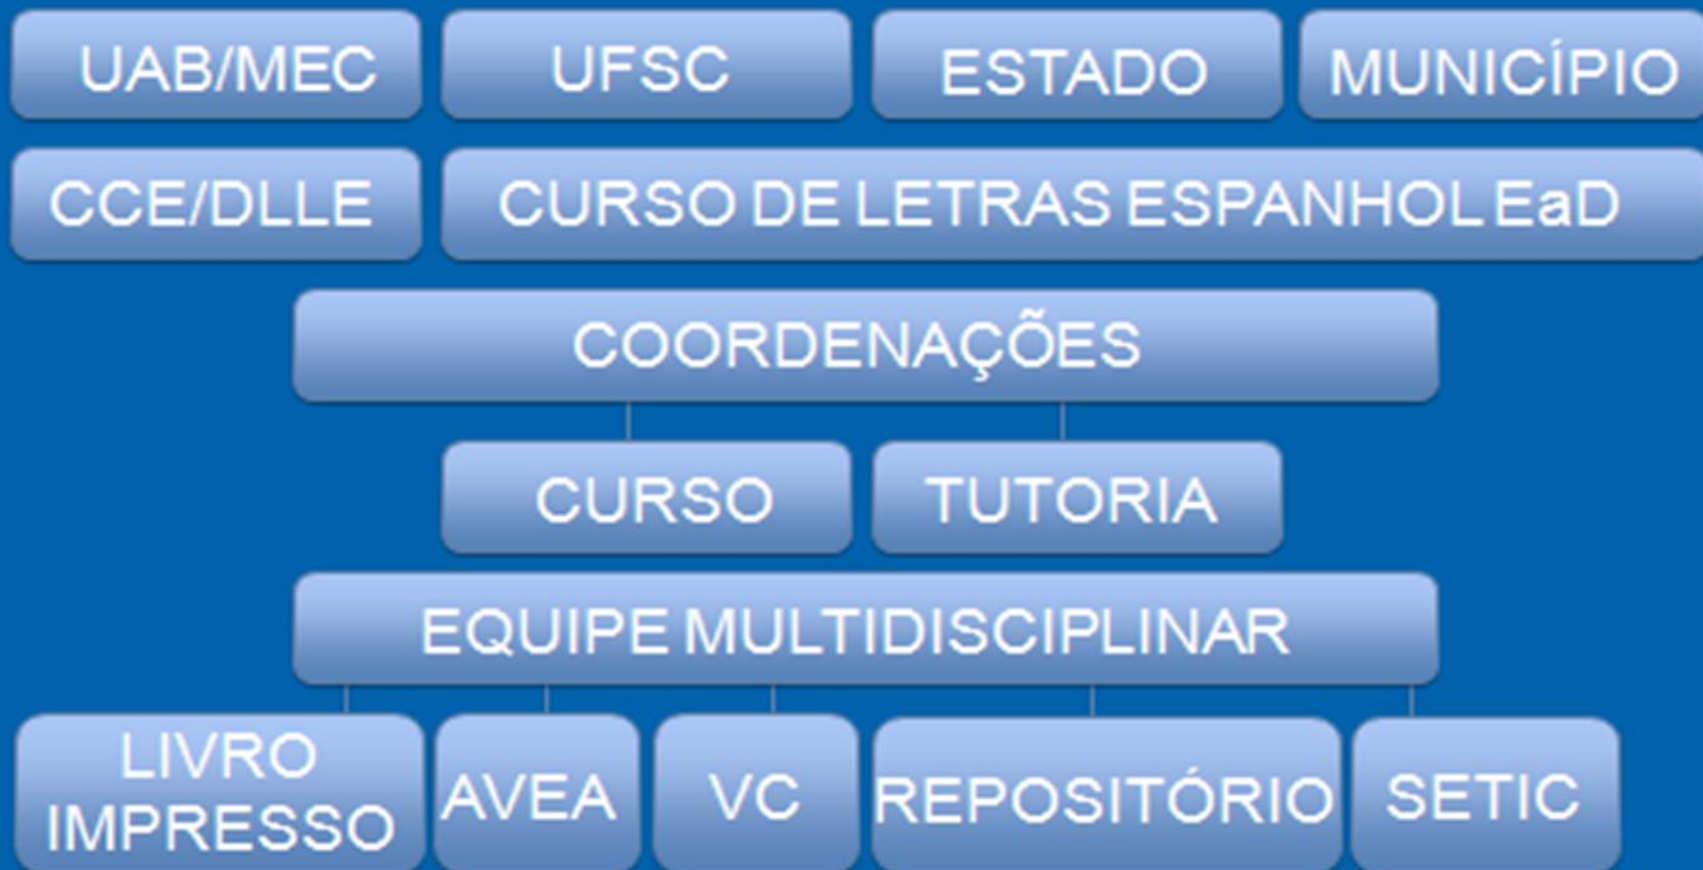 UAB/MEC UFSC ESTADO MUNICÍPIO
CCE/DLLE CURSO DE LETRAS ESPANHOL EaD
COORDENAÇÕES
CURSO TUTORIA
EQUIPE MULTIDISCIPLINAR
LIVRO
IMPRESSO AVEA VC REPOSITÓRIO SETIC